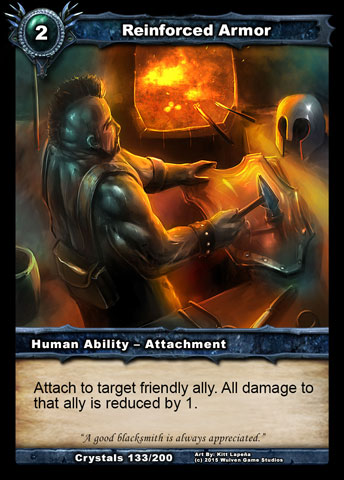 2
Reinforced Armor
Human Ability – Attachment
Attach to target friendly ally. All damage to
that ally is reduced by 1.
"A good blacksmith is always appreciated."
Crystals 133/200
Art By: Kitt Lapeña
(c) 2015 Wulven Game Studios